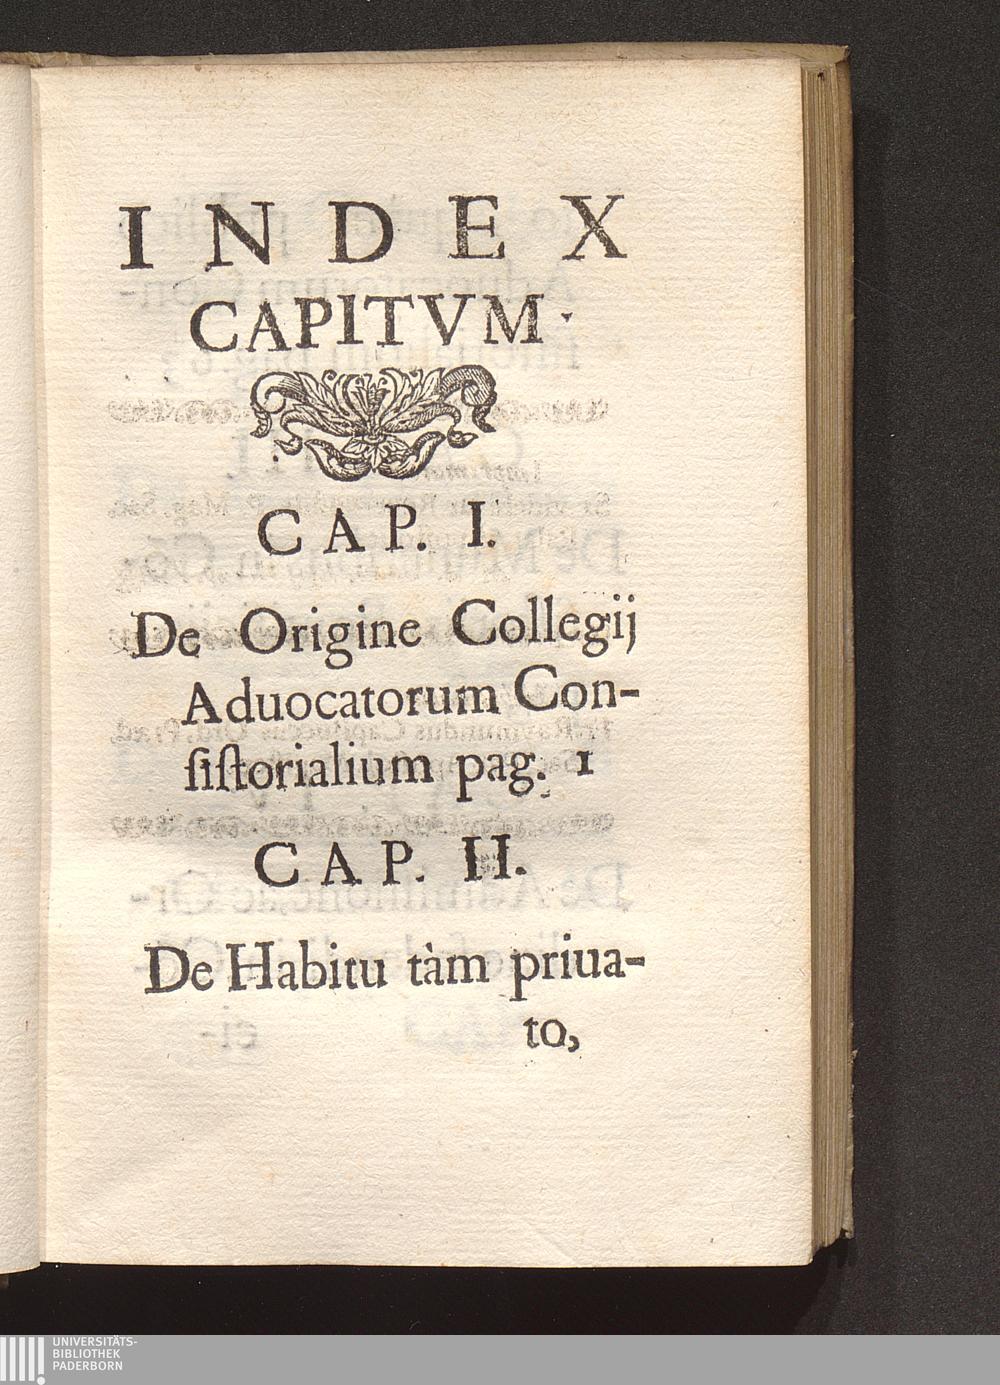 INDEX
CAPITVM.
CAP. I.
De Origine Collegij
Aduocatorum Con-
ſiſtorialium pag. 1
CAP. II.
De Habitu tàm priua-
to,
UNIVERSITÄTS-
BIBLIOTHEK
PADERBORN